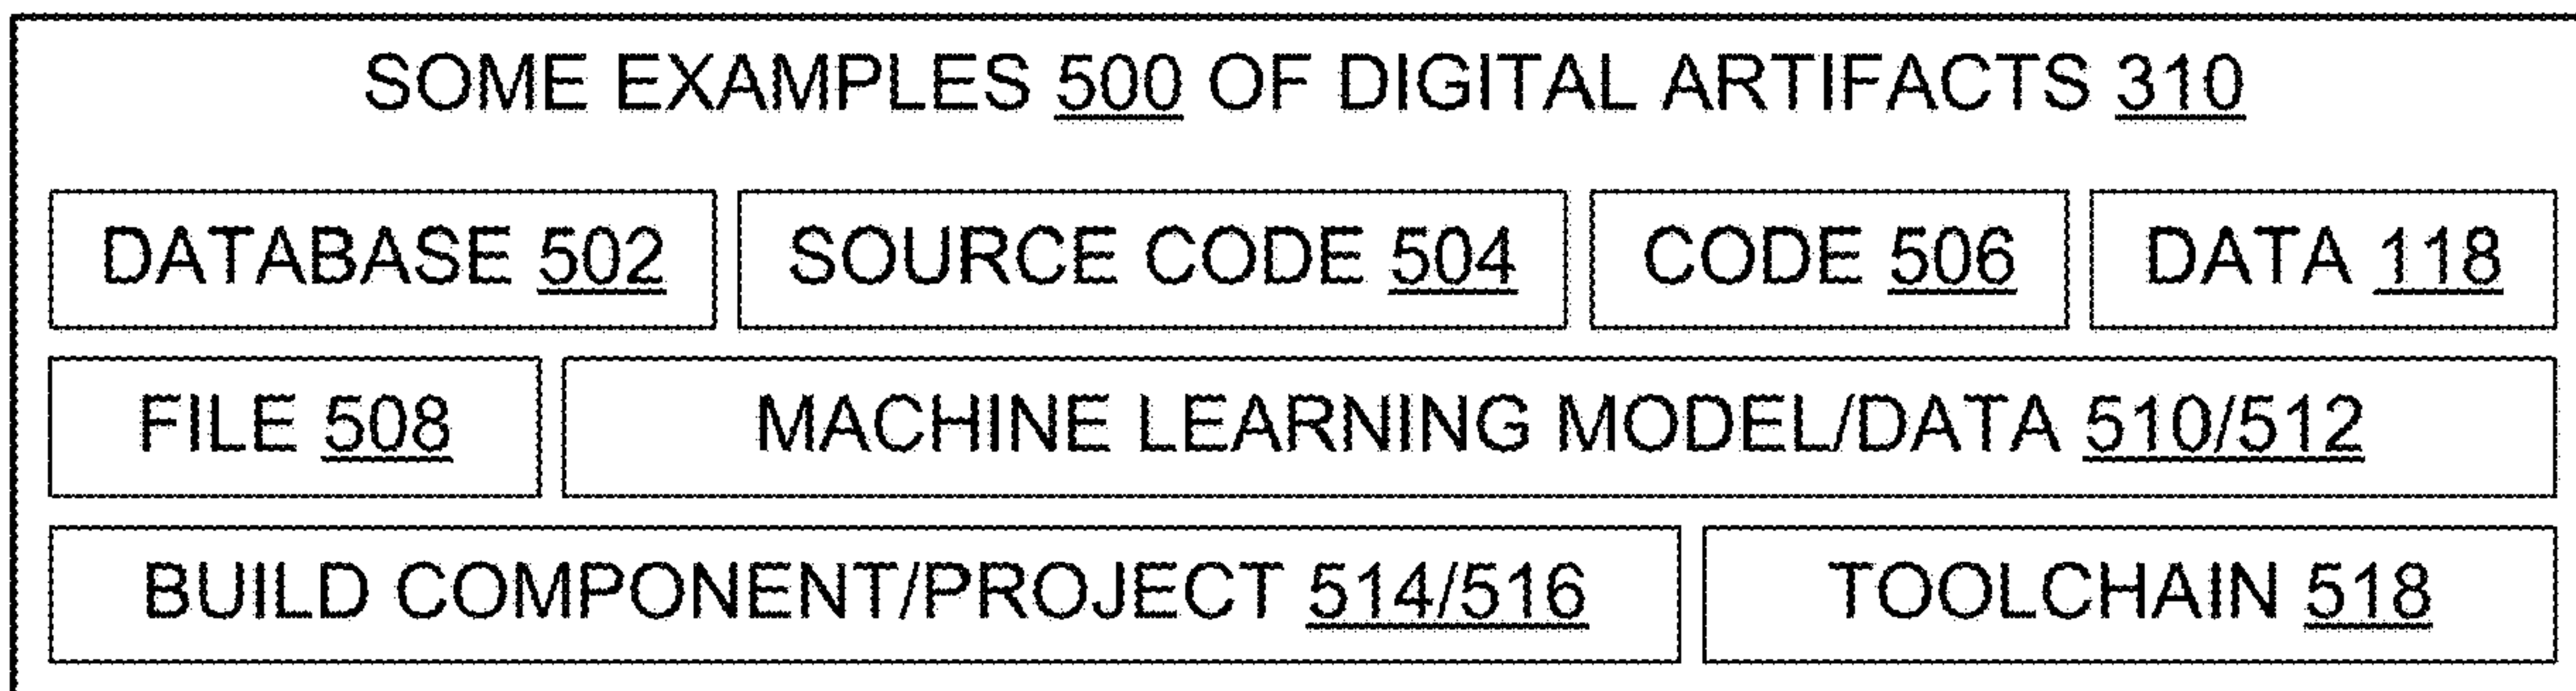 SOME EXAMPLES 500 OF DIGITAL ARTIFACTS 310
DATABASE 502 SOURCE CODE 504 CODE 506 DATA 118
FILE 508 MACHINE LEARNING MODEL/DATA 510/512
BUILD COMPONENT/PROJECT 514/516 TOOLCHAIN 518